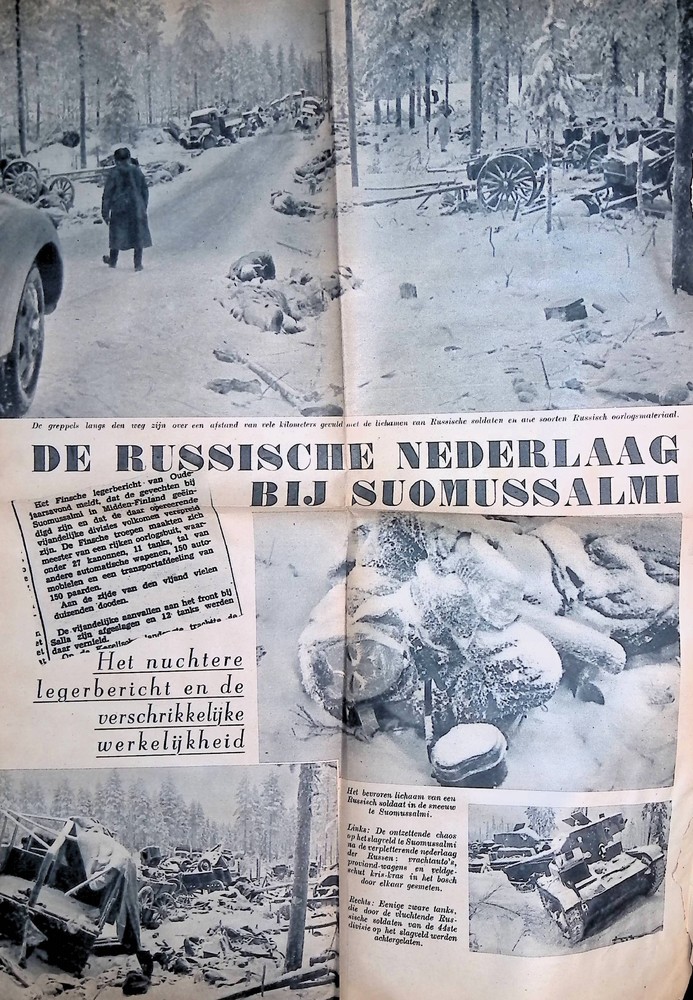 De greppels langs den weg zijn over een afstand van vele kilometers gevuld met de lichamen van Russische soldaten en alle soorten Russisch oorlogsmateriaal.
DE RUSSISCHE NEDERLAAG
BIJ SUOMUSSALMI
Het Finsche legerbericht van Oude-
jaarsavond meldt, dat de gevechten bij
Suomussalmi in Midden-Finland geëin-
digd zijn en dat de daar opereerende
vijandelijke divisies volkomen verspreid
zijn. De Finsche troepen maakten zich
meester van een rijken oorlogsbuit, waar-
onder 27 kanonnen, 11 tanks, tal van
andere automatische wapenen, 150 auto-
mobielen en een transportafdeeling van
150 paarden.
Aan de zijde van den vijand vielen
duizenden dooden.
De vijandelijke aanvallen aan het front bij
Salla zijn afgeslagen en 12 tanks werden
daar vernield.
Het nuchtere
legerbericht en de
verschrikkelijke
werkelijkheid
Het bevroren lichaam van een
Russisch soldaat in de sneeuw
te Suomussalmi.
Links: De ontzettende chaos
op het slagveld te Suomussalmi
na de verpletterende nederlaag
der Russen: vrachtauto's,
proviand-wagens en veldge-
schut kris-kras in het bosch
door elkaar gesmeten.
Rechts: Eenige zware tanks,
die door de vluchtende Rus-
sische soldaten van de 44ste
divisie op het slagveld werden
achtergelaten.